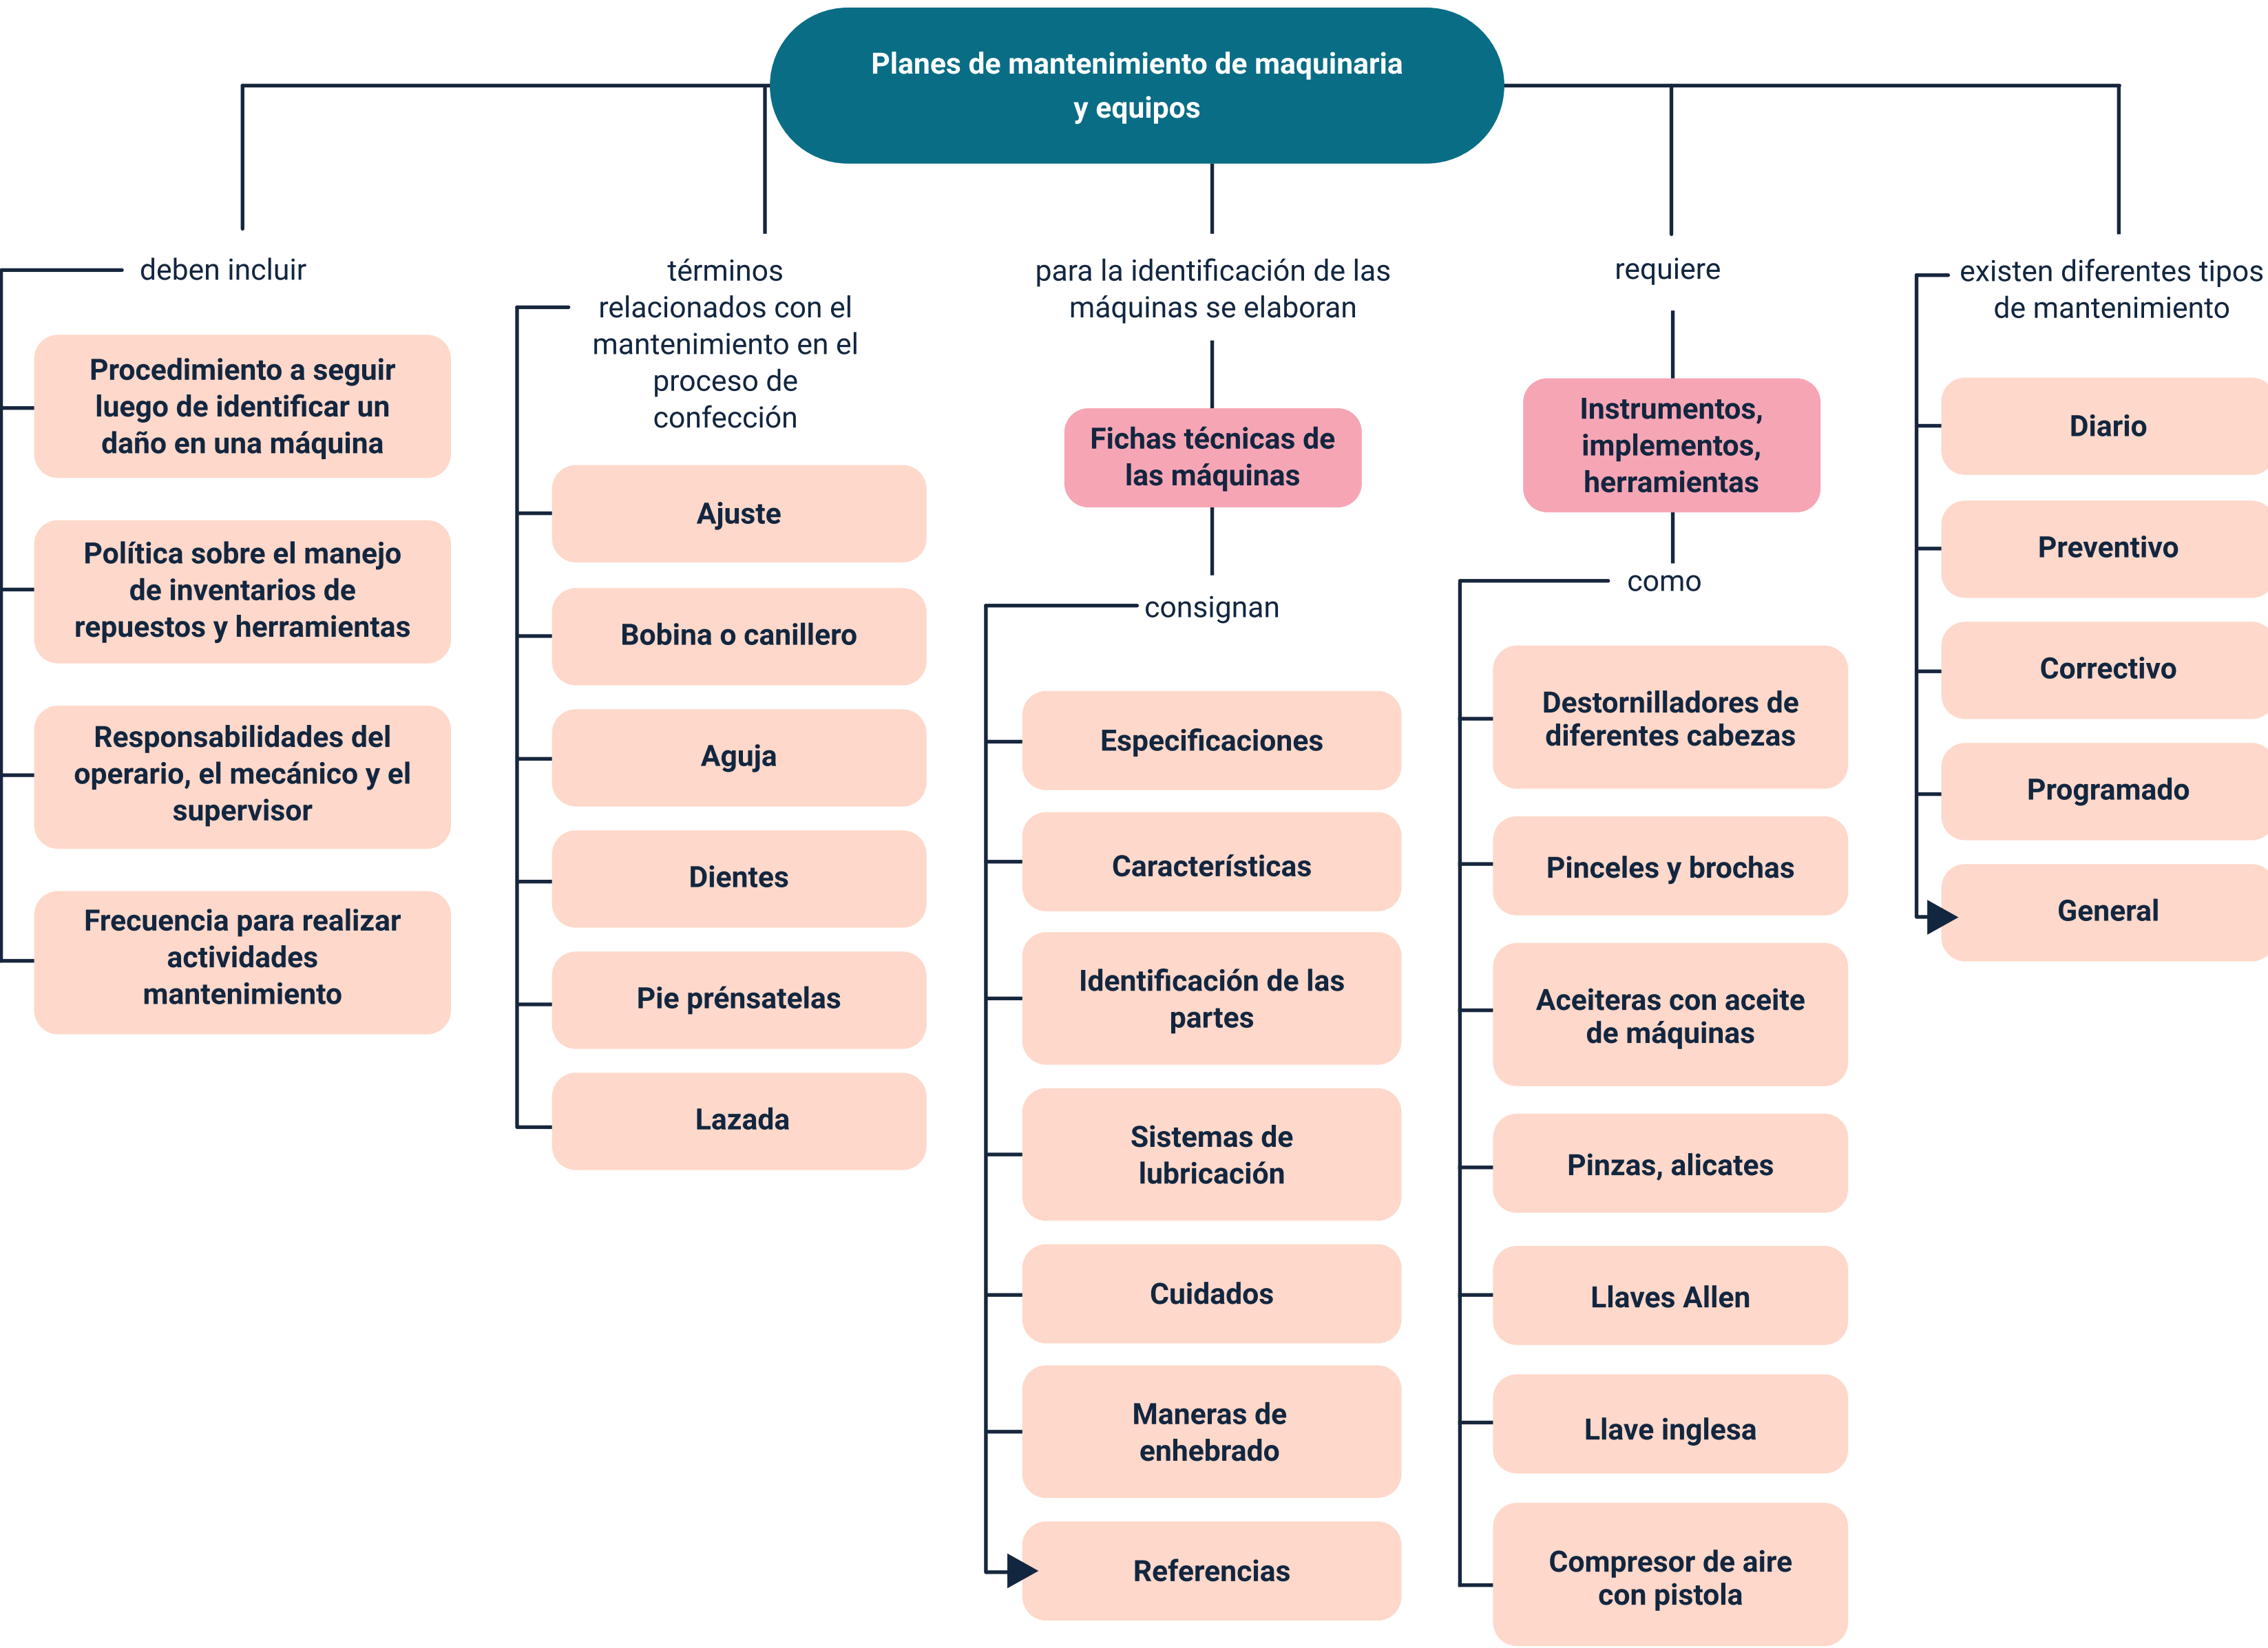 Planes de mantenimiento de maquinaria
y equipos
deben incluir
Procedimiento a seguir
luego de identificar un
daño en una máquina
Política sobre el manejo
de inventarios de
repuestos y herramientas
Responsabilidades del
operario, el mecánico y el
supervisor
Frecuencia para realizar
actividades
mantenimiento
términos
relacionados con el
mantenimiento en el
proceso de
confección
Ajuste
Bobina o canillero
Aguja
Dientes
Pie prénsatelas
Lazada
para la identificación de las
máquinas se elaboran
Fichas técnicas de
las máquinas
consignan
Especificaciones
Características
Identificación de las
partes
Sistemas de
lubricación
Cuidados
Maneras de
enhebrado
Referencias
requiere
Instrumentos,
implementos,
herramientas
como
Destornilladores de
diferentes cabezas
Pinceles y brochas
Aceiteras con aceite
de máquinas
Pinzas, alicates
Llaves Allen
Llave inglesa
Compresor de aire
con pistola
existen diferentes tipos
de mantenimiento
Diario
Preventivo
Correctivo
Programado
General